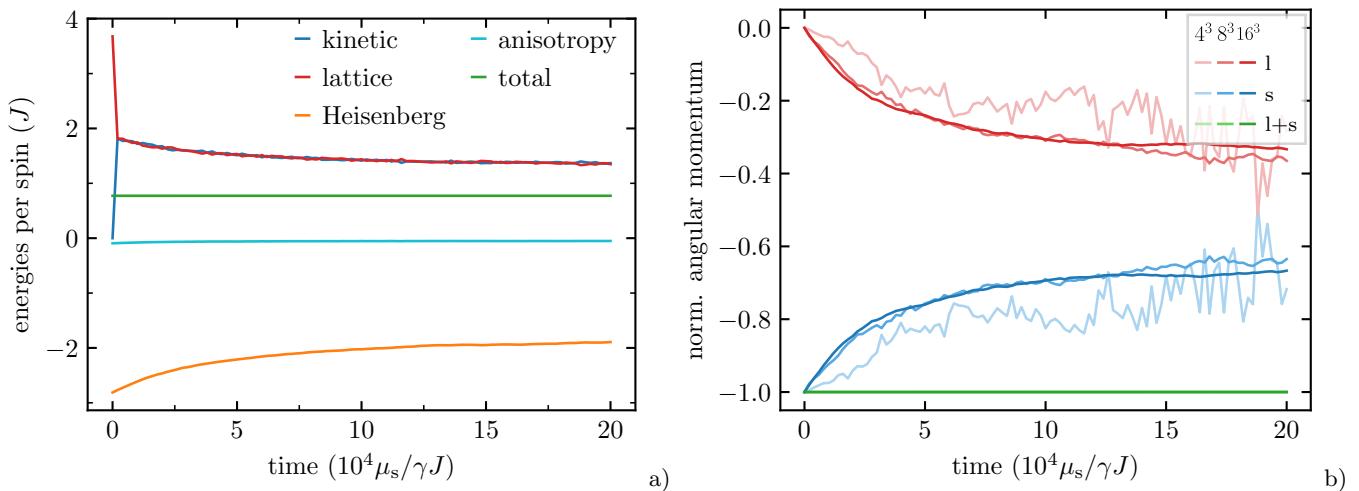 4
2
0
−2
energies per spin (J)
kinetic
lattice
Heisenberg
anisotropy
total
0 5 10 15 20
time (10⁴μₛ/γJ)
a)
0.0
−0.2
−0.4
−0.6
−0.8
−1.0
norm. angular momentum
4³ 8³ 16³
l
s
l+s
0 5 10 15 20
time (10⁴μₛ/γJ)
b)